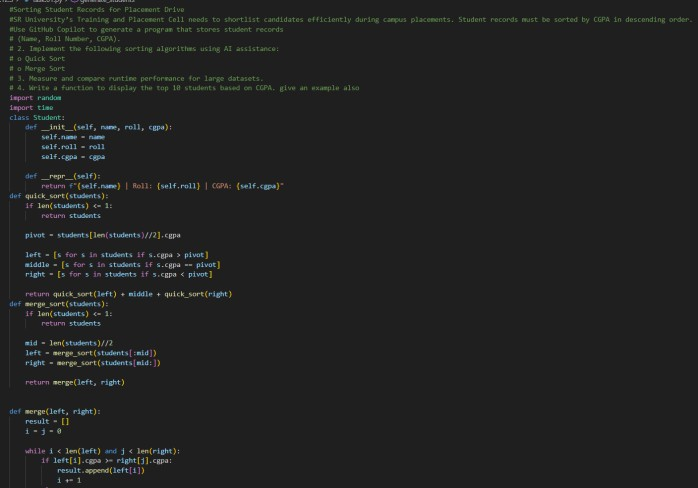 #Sorting Student Records for Placement Drive
#SR University's Training and Placement Cell needs to shortlist candidates efficiently during campus placements. Student records must be sorted by CGPA in descending order.
#Use GitHub Copilot to generate a program that stores student records
# (Name, Roll Number, CGPA).
# 2. Implement the following sorting algorithms using AI assistance:
# o Quick Sort
# o Merge Sort
# 3. Measure and compare runtime performance for large datasets.
# 4. Write a function to display the top 10 students based on CGPA. give an example also
import random
import time
class Student:
    def __init__(self, name, roll, cgpa):
        self.name = name
        self.roll = roll
        self.cgpa = cgpa

    def __repr__(self):
        return f"{self.name} | Roll: {self.roll} | CGPA: {self.cgpa}"
def quick_sort(students):
    if len(students) <= 1:
        return students

    pivot = students[len(students)//2].cgpa

    left = [s for s in students if s.cgpa > pivot]
    middle = [s for s in students if s.cgpa == pivot]
    right = [s for s in students if s.cgpa < pivot]

    return quick_sort(left) + middle + quick_sort(right)
def merge_sort(students):
    if len(students) <= 1:
        return students

    mid = len(students)//2
    left = merge_sort(students[:mid])
    right = merge_sort(students[mid:])

    return merge(left, right)


def merge(left, right):
    result = []
    i = j = 0

    while i < len(left) and j < len(right):
        if left[i].cgpa >= right[j].cgpa:
            result.append(left[i])
            i += 1